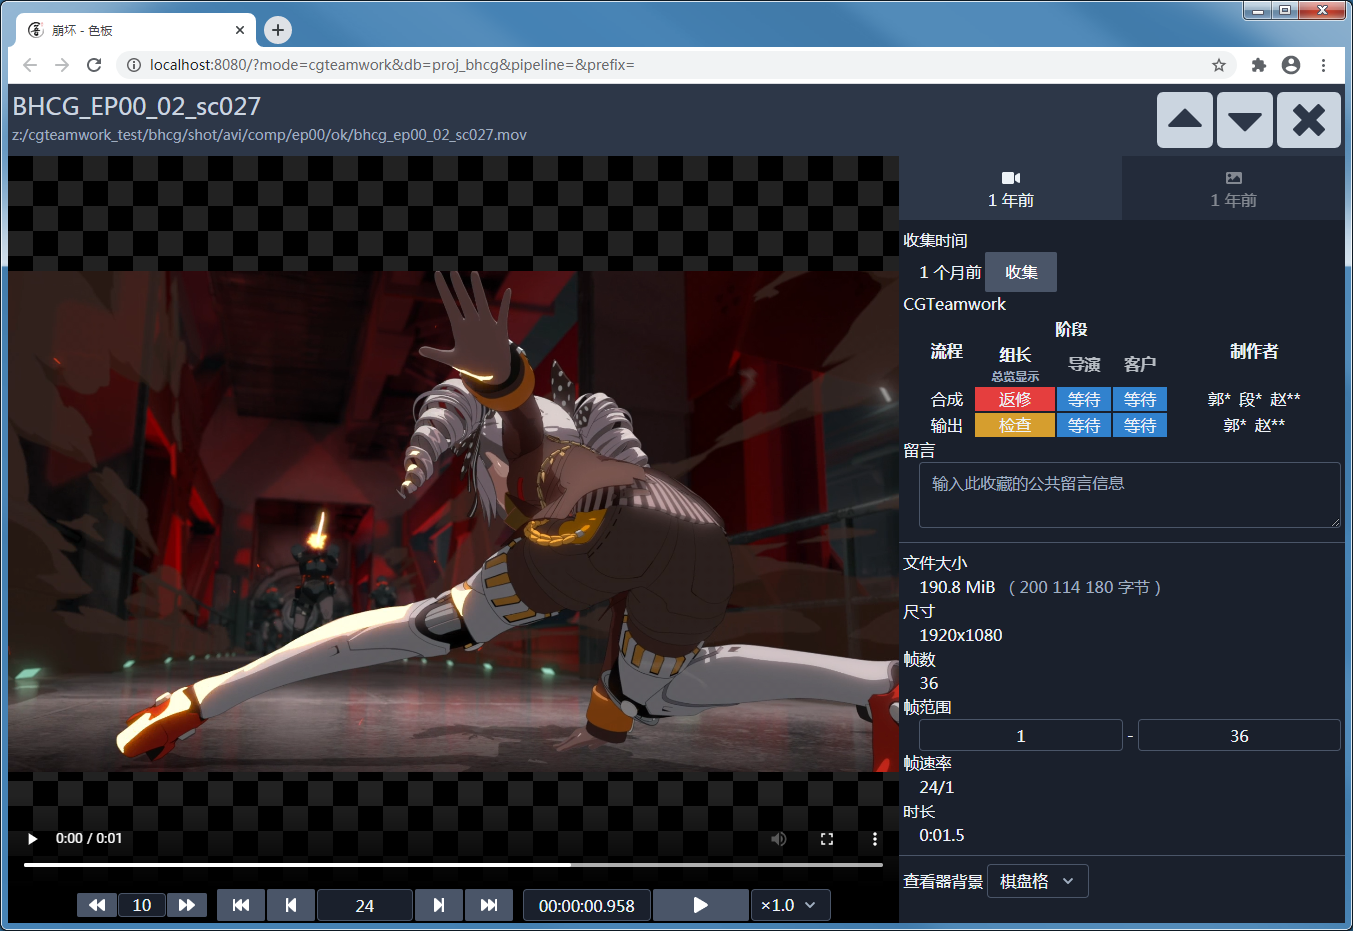 崩坏 - 色板
localhost:8080/?mode=cgteamwork&db=proj_bhcg&pipeline=&prefix=
BHCG_EP00_02_sc027
z:/cgteamwork_test/bhcg/shot/avi/comp/ep00/ok/bhcg_ep00_02_sc027.mov
1 年前
1 年前
收集时间
1 个月前 收集
CGTeamwork
流程 阶段 制作者
组长 导演 客户
总览显示
合成 返修 等待 等待 郭* 段* 赵**
输出 检查 等待 等待 郭* 赵**
留言
输入此收藏的公共留言信息
文件大小
190.8 MiB ( 200 114 180 字节 )
尺寸
1920x1080
帧数
36
帧范围
1 - 36
帧速率
24/1
时长
0:01.5
查看器背景 棋盘格
0:00 / 0:01
10 24 00:00:00.958 ×1.0